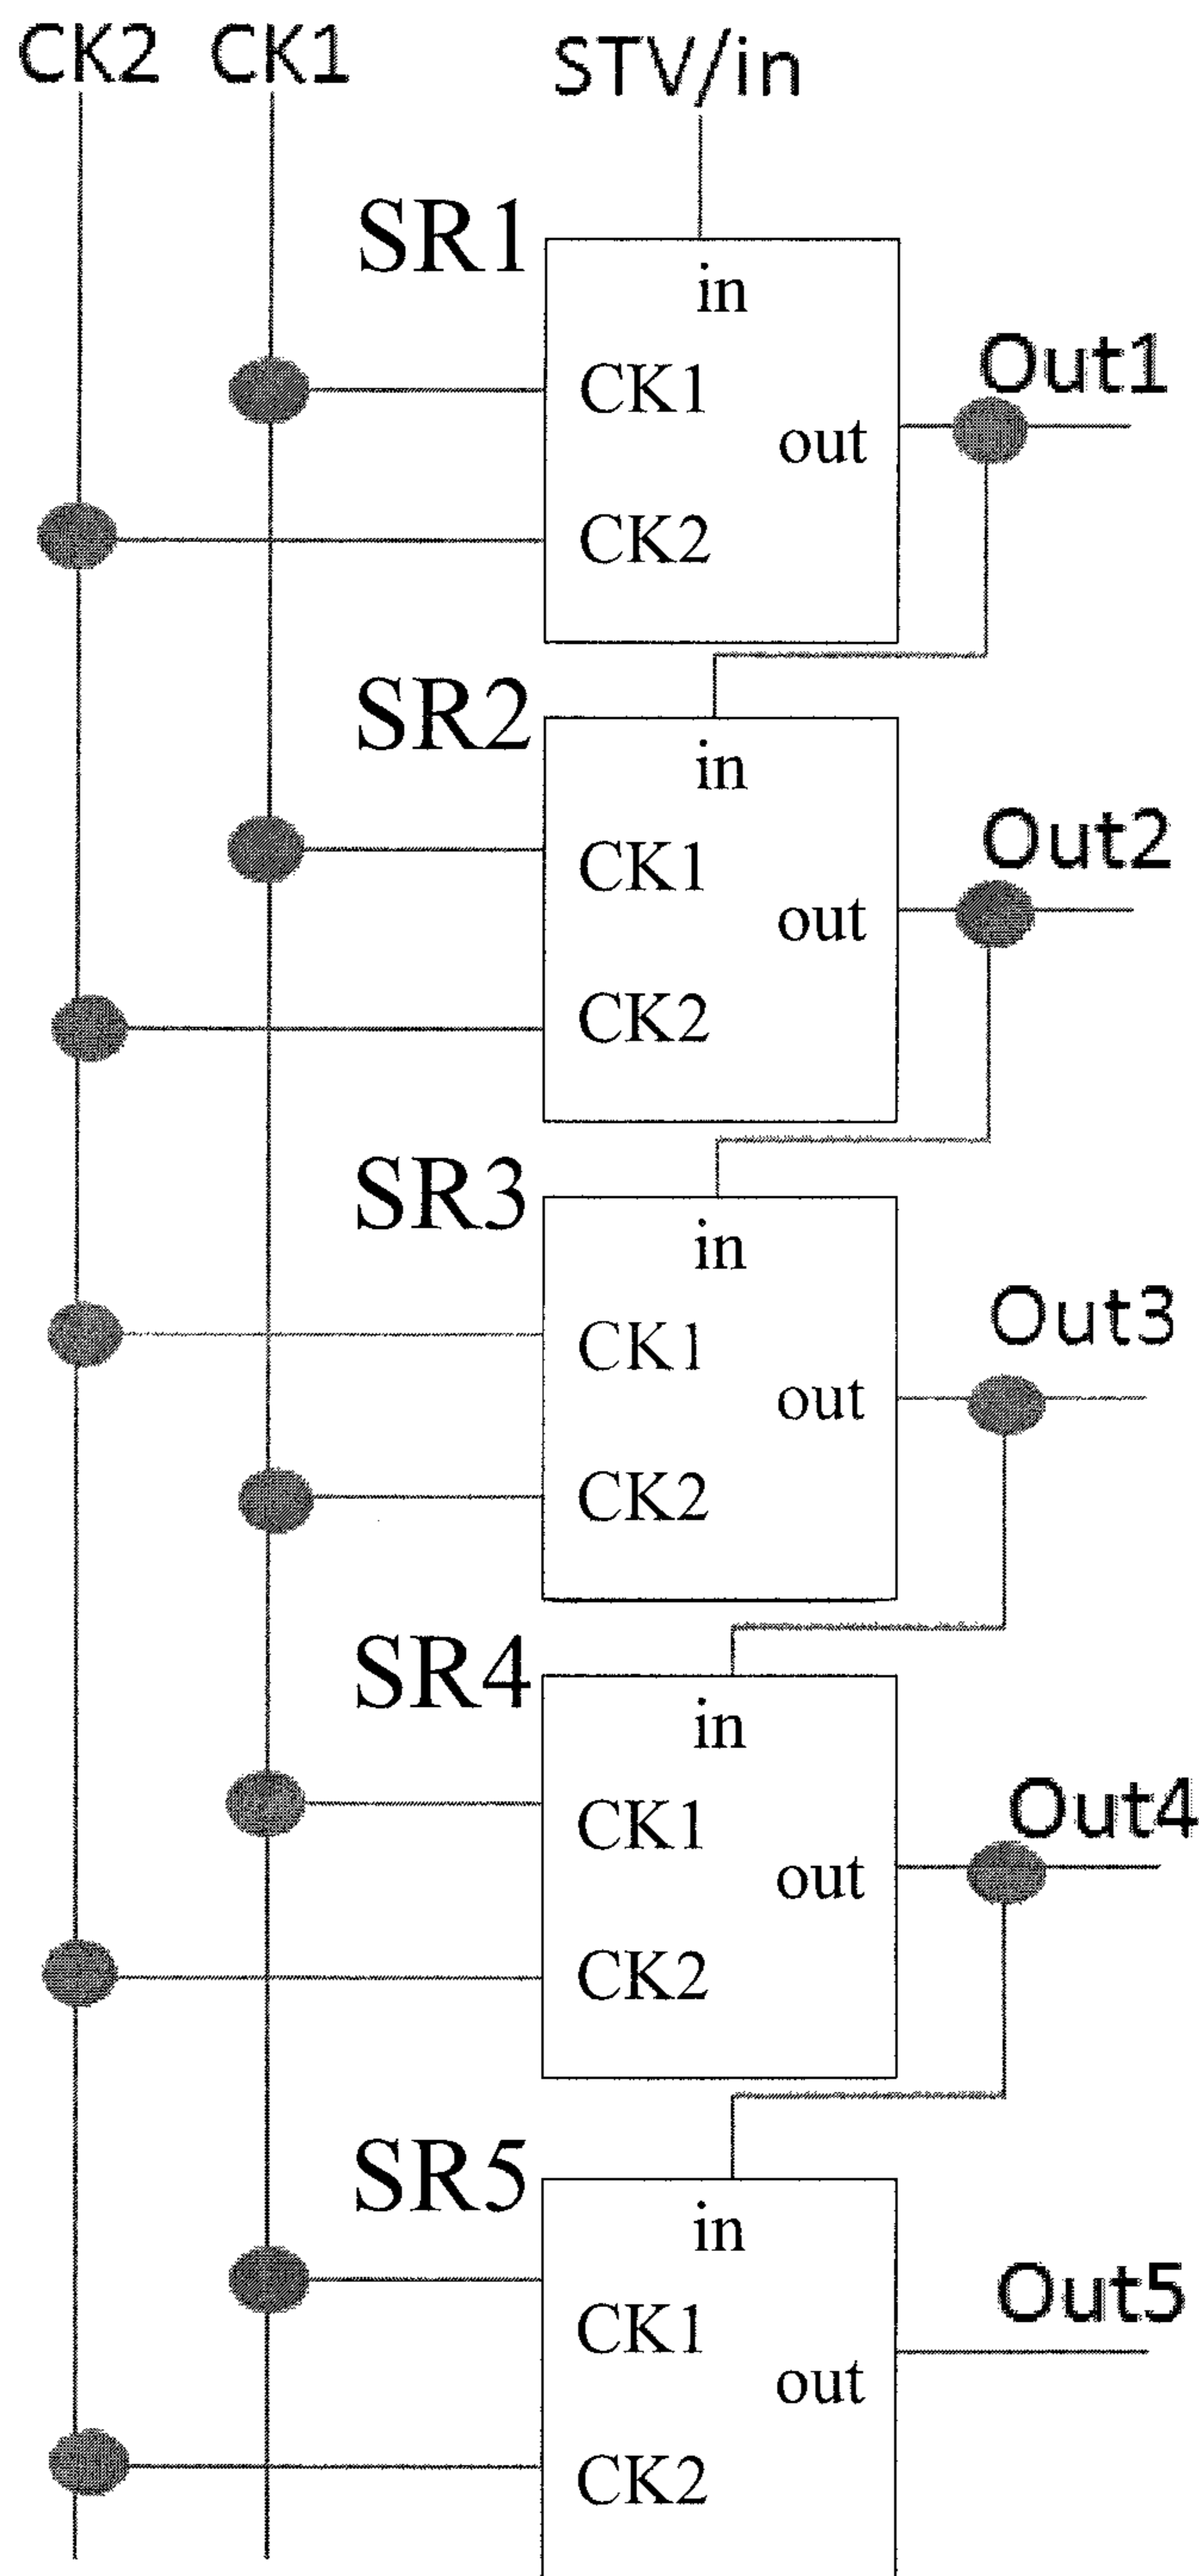 CK2 CK1 STV/in
SR1
in
CK1
out
CK2
Out1
SR2
in
CK1
out
CK2
Out2
SR3
in
CK1
out
CK2
Out3
SR4
in
CK1
out
CK2
Out4
SR5
in
CK1
out
CK2
Out5